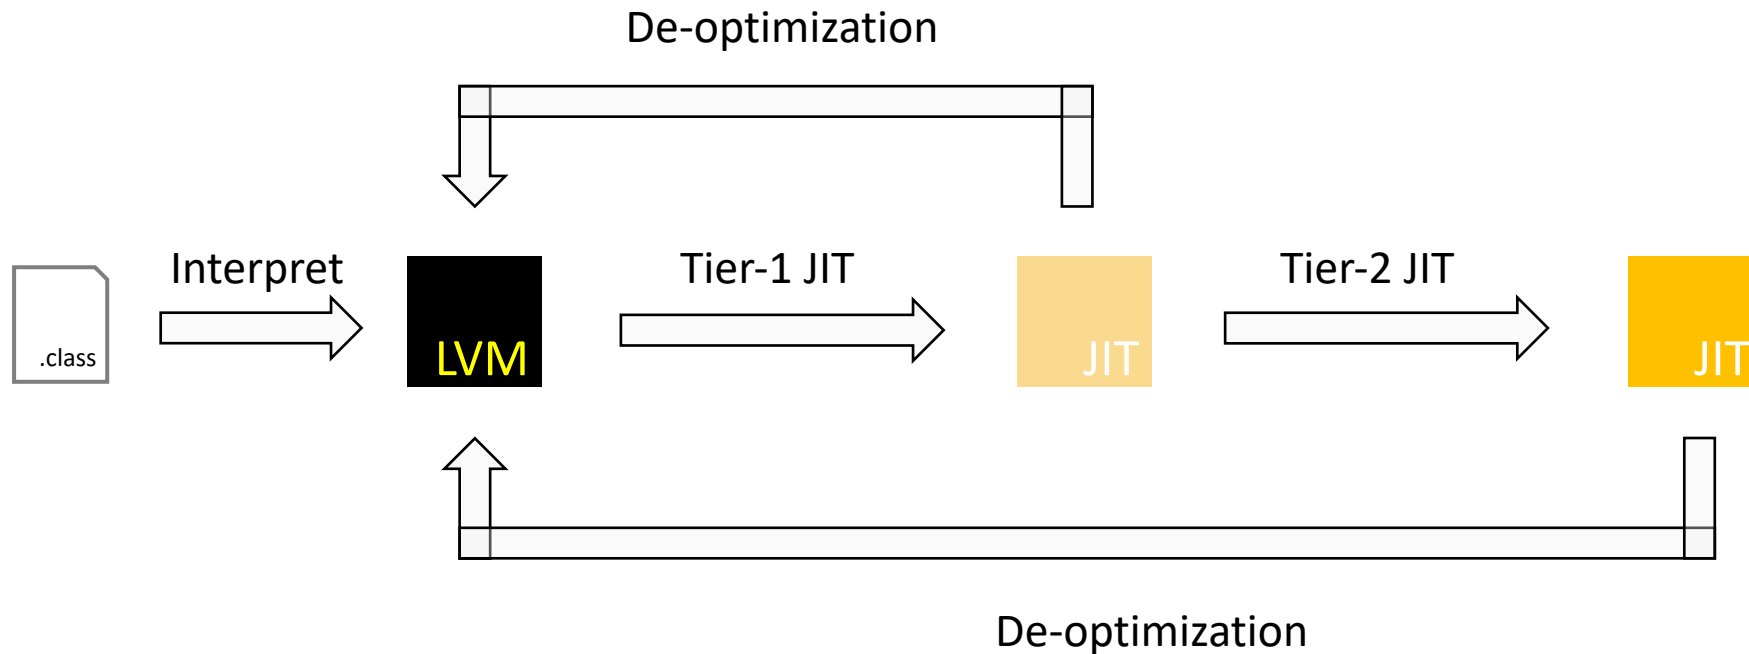 De-optimization
Interpret
Tier-1 JIT
Tier-2 JIT
.class
LVM
JIT
JIT
De-optimization